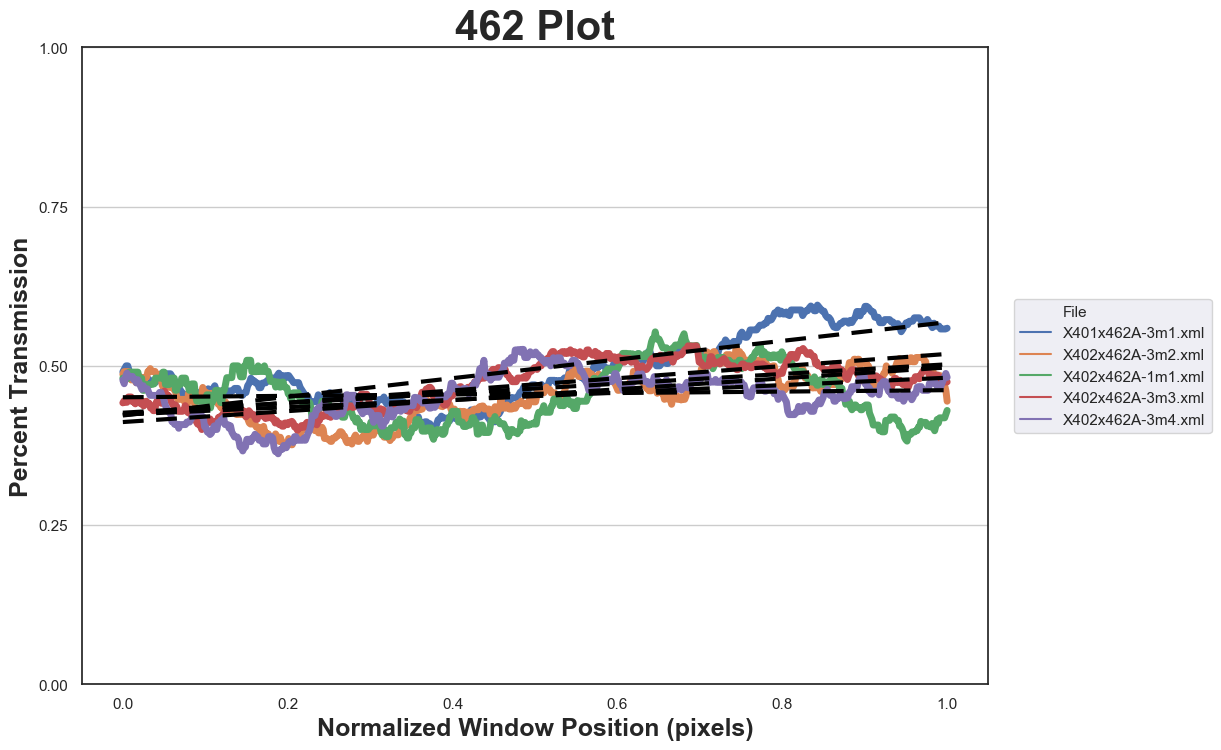 462 Plot
Percent Transmission
1.00
0.75
0.50
0.25
0.00
0.0 0.2 0.4 0.6 0.8 1.0
Normalized Window Position (pixels)
File
X401x462A-3m1.xml
X402x462A-3m2.xml
X402x462A-1m1.xml
X402x462A-3m3.xml
X402x462A-3m4.xml